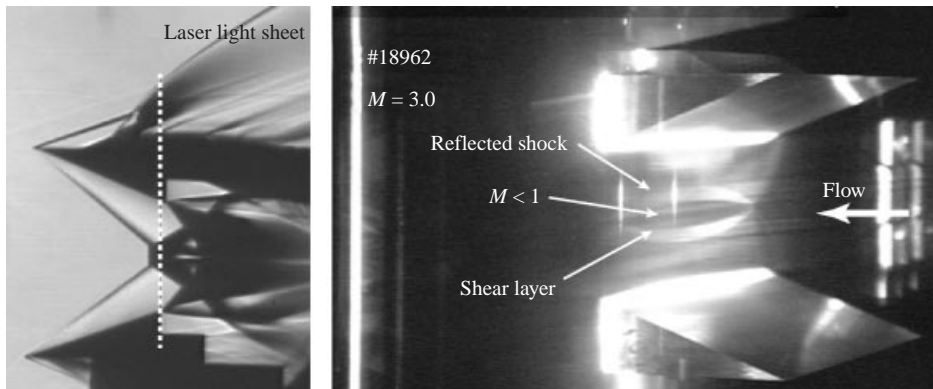 Laser light sheet
#18962
M = 3.0
Reflected shock
M < 1
Flow
Shear layer